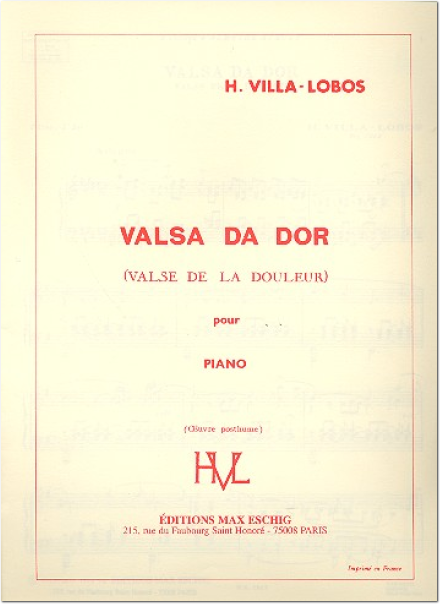 H. VILLA-LOBOS
VALSA DA DOR
(VALSE DE LA DOULEUR)
pour
PIANO
(Œuvre posthume)
HVL
ÉDITIONS MAX ESCHIG
215, rue du Faubourg Saint Honoré - 75008 PARIS
Imprimé en France